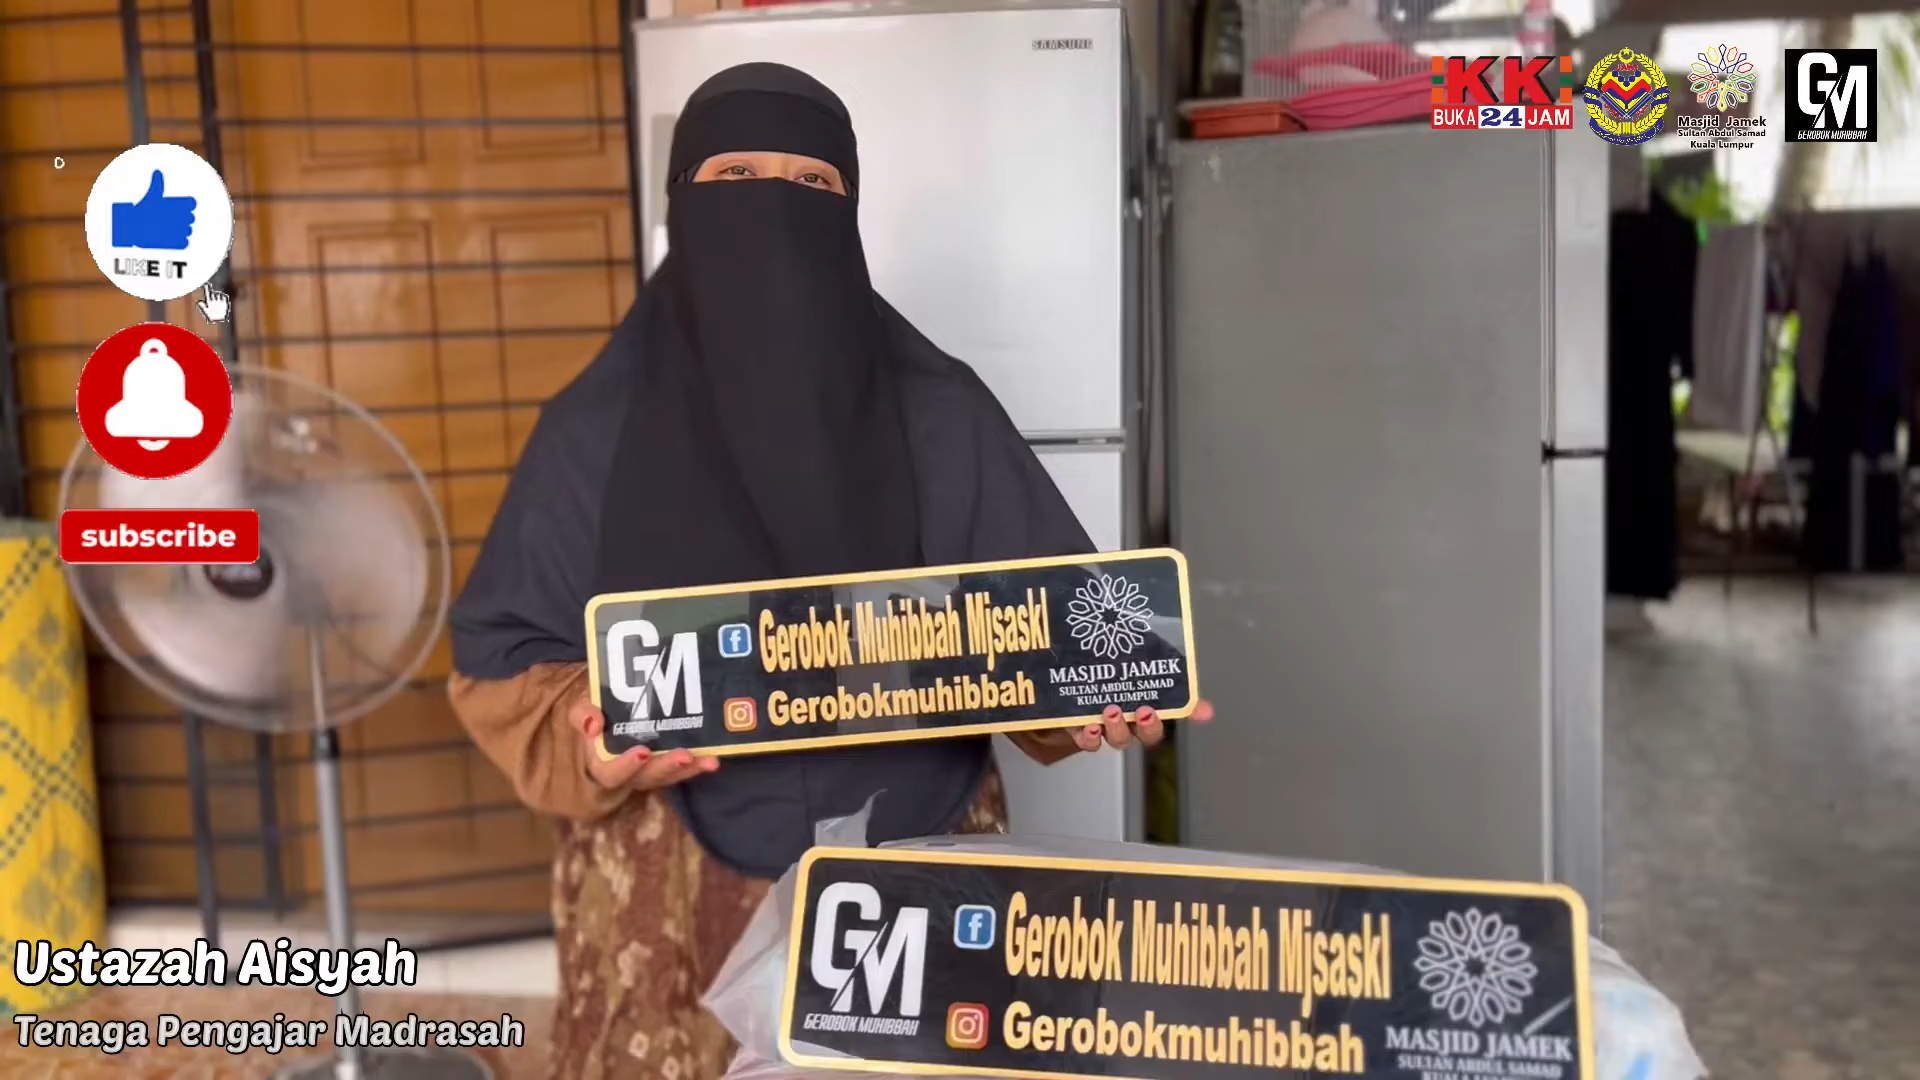 SAMSUNG
KK
BUKA 24 JAM
Masjid Jamek
Sultan Abdul Samad
Kuala Lumpur
GM
GEROBOK MUHIBBAH
LIKE IT
subscribe
GM
GEROBOK MUHIBBAH
Gerobok Muhibbah Mjsaskl
Gerobokmuhibbah
MASJID JAMEK
SULTAN ABDUL SAMAD
KUALA LUMPUR
GM
GEROBOK MUHIBBAH
Gerobok Muhibbah Mjsaskl
Gerobokmuhibbah
MASJID JAMEK
SULTAN ABDUL SAMAD
KUALA LUMPUR
Ustazah Aisyah
Tenaga Pengajar Madrasah